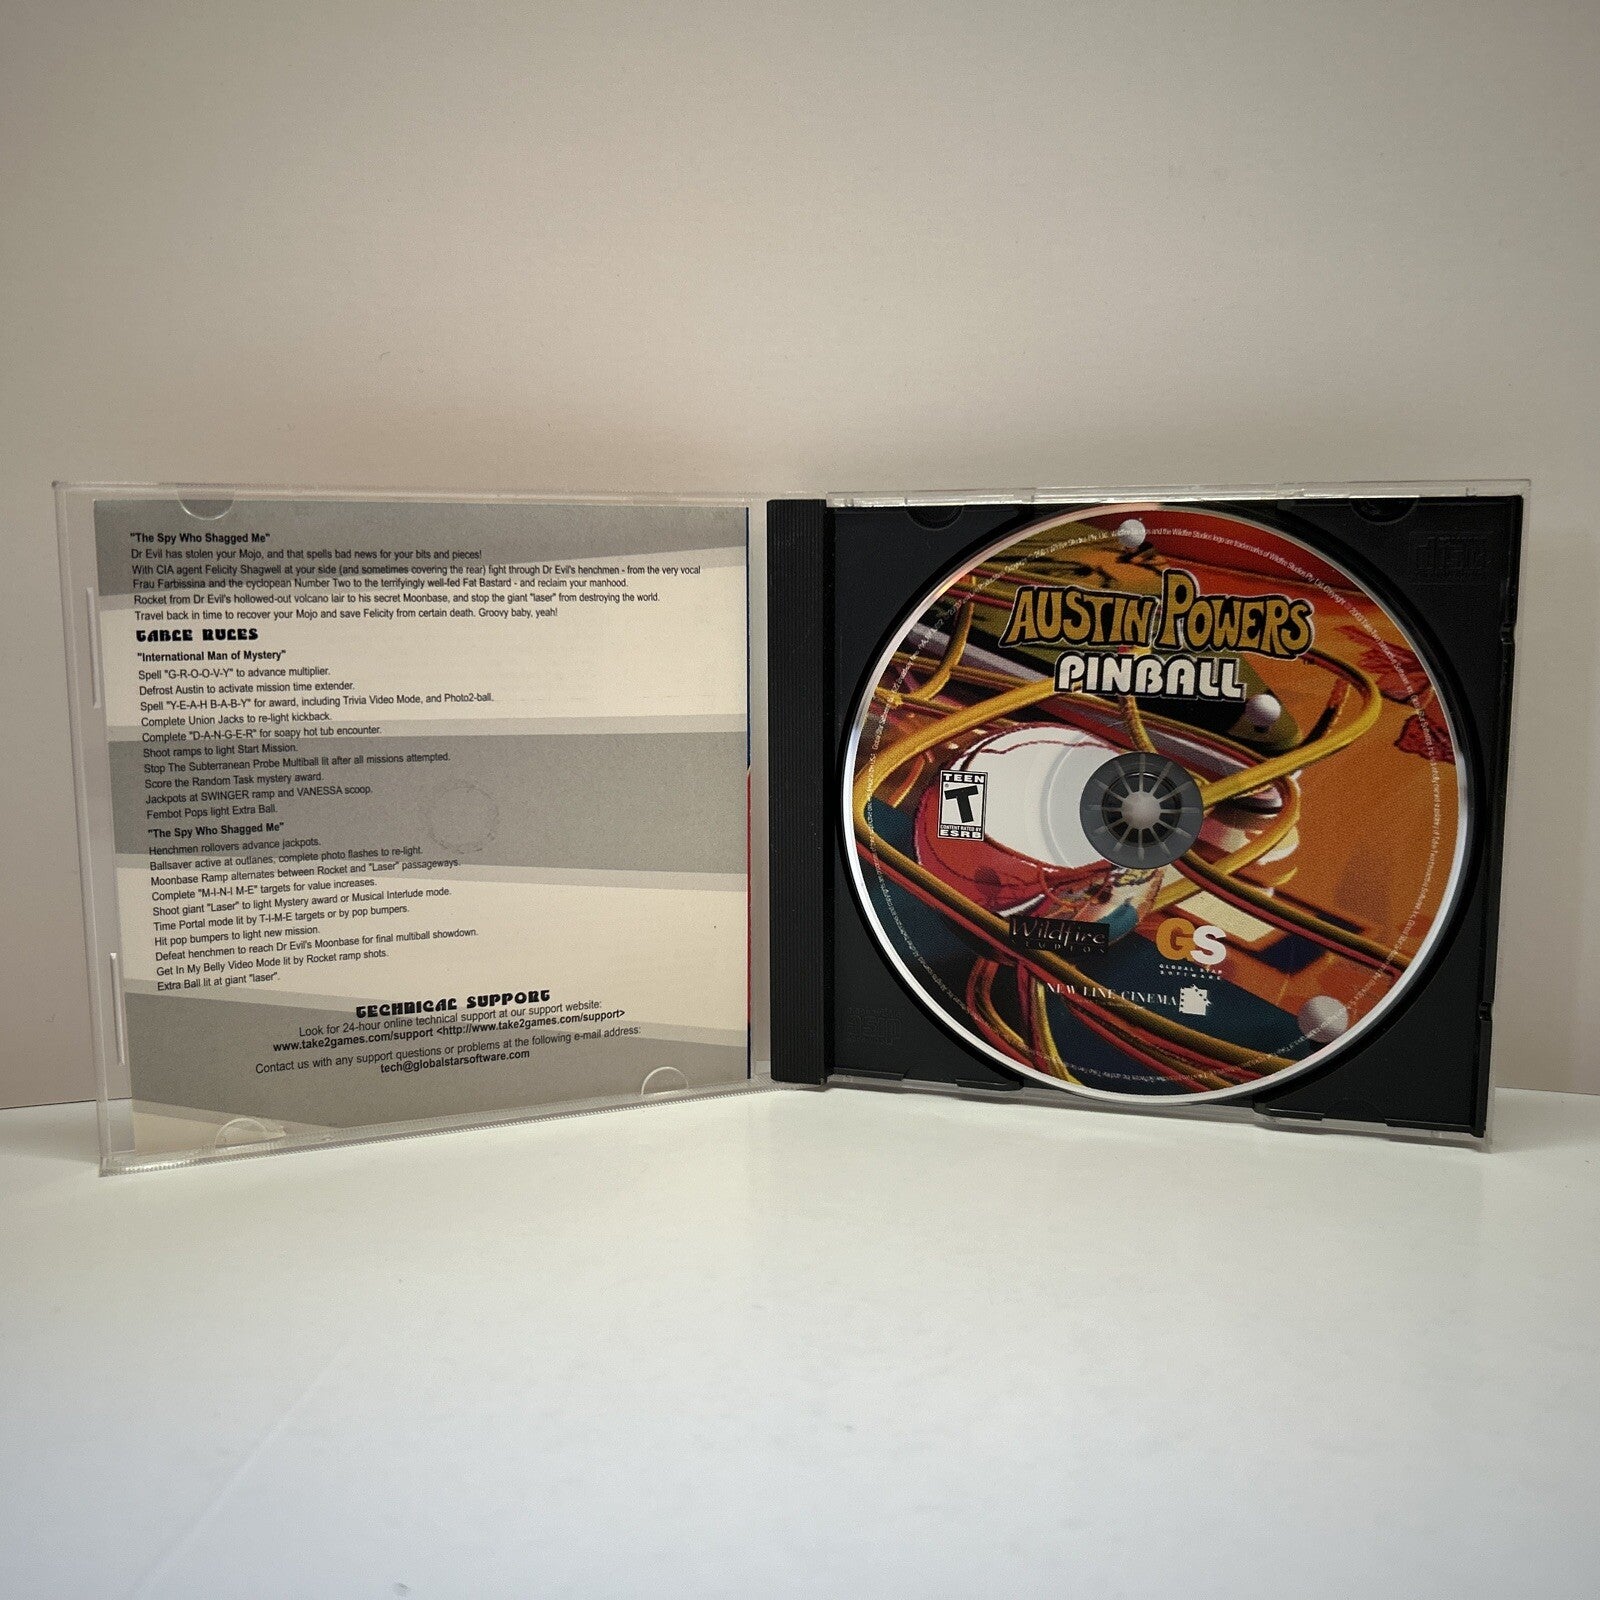 "The Spy Who Shagged Me"
Dr Evil has stolen your Mojo, and that spells bad news for your bits and pieces!
With CIA agent Felicity Shagwell at your side (and sometimes covering the rear) fight through Dr Evil's henchmen - from the very vocal
Frau Farbissina and the cyclopean Number Two to the terrifyingly well-fed Fat Bastard - and reclaim your manhood.
Rocket from Dr Evil's hollowed-out volcano lair to his secret Moonbase, and stop the giant "laser" from destroying the world.
Travel back in time to recover your Mojo and save Felicity from certain death. Groovy baby, yeah!
TABLE RULES
"International Man of Mystery"
Spell "G-R-O-O-V-Y" to advance multiplier.
Defrost Austin to activate mission time extender.
Spell "Y-E-A-H B-A-B-Y" for award, including Trivia Video Mode, and Photo2-ball.
Complete Union Jacks to re-light kickback.
Complete "D-A-N-G-E-R" for soapy hot tub encounter.
Shoot ramps to light Start Mission.
Stop The Subterranean Probe Multiball lit after all missions attempted.
Score the Random Task mystery award.
Jackpots at SWINGER ramp and VANESSA scoop.
Fembot Pops light Extra Ball.
"The Spy Who Shagged Me"
Henchmen rollovers advance jackpots.
Ballsaver active at outlanes, complete photo flashes to re-light.
Moonbase Ramp alternates between Rocket and "Laser" passageways.
Complete "M-I-N-I M-E" targets for value increases.
Shoot giant "Laser" to light Mystery award or Musical Interlude mode.
Time Portal mode lit by T-I-M-E targets or by pop bumpers.
Hit pop bumpers to light new mission.
Defeat henchmen to reach Dr Evil's Moonbase for final multiball showdown.
Get In My Belly Video Mode lit by Rocket ramp shots.
Extra Ball lit at giant "laser".
TECHNICAL SUPPORT
Look for 24-hour online technical support at our support website:
www.take2games.com/support <http://www.take2games.com/support>
Contact us with any support questions or problems at the following e-mail address:
tech@globalstarsoftware.com
AUSTIN POWERS
PINBALL
TEEN
T
CONTENT RATED BY
ESRB
Wildfire
STUDIOS
GS
GLOBAL STAR
SOFTWARE
NEW LINE CINEMA